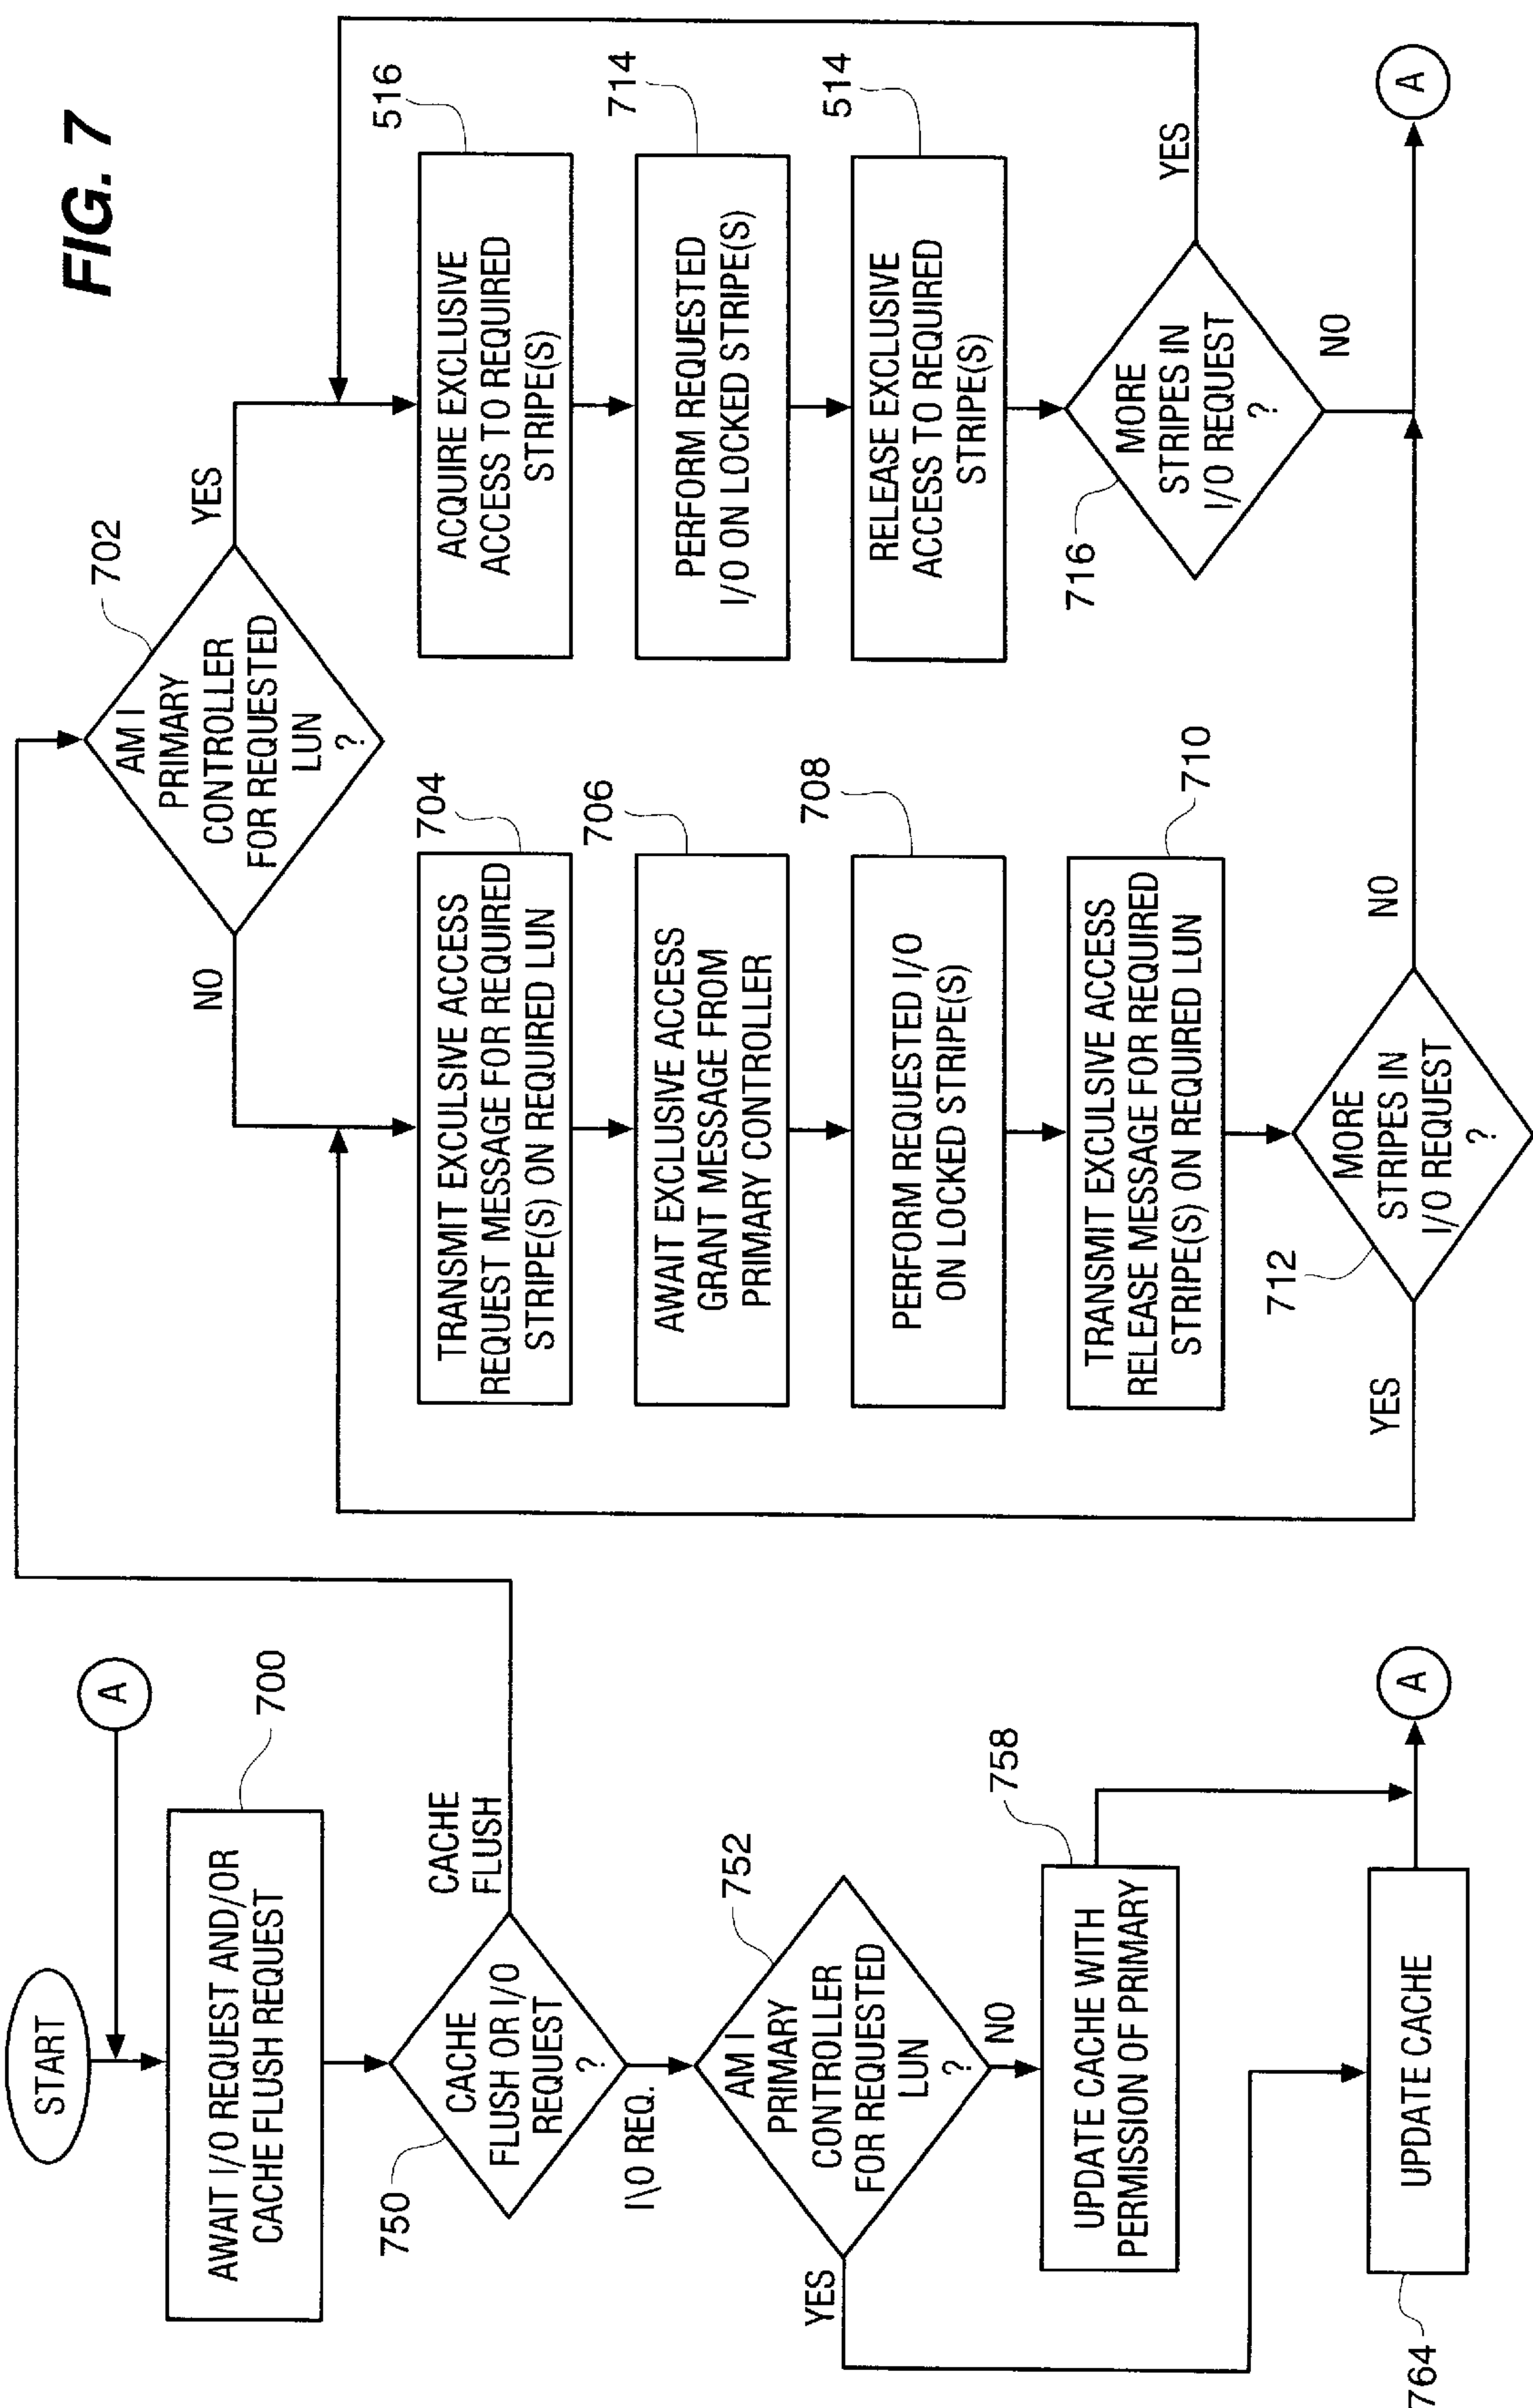 FIG. 7
START
A
AWAIT I/O REQUEST AND/OR
CACHE FLUSH REQUEST
700
CACHE
FLUSH OR I/O
REQUEST
?
750
CACHE
FLUSH
I\O REQ.
AM I
PRIMARY
CONTROLLER
FOR REQUESTED
LUN
?
752
YES
NO
UPDATE CACHE WITH
PERMISSION OF PRIMARY
758
UPDATE CACHE
764
A
AM I
PRIMARY
CONTROLLER
FOR REQUESTED
LUN
?
702
NO
YES
TRANSMIT EXCULSIVE ACCESS
REQUEST MESSAGE FOR REQUIRED
STRIPE(S) ON REQUIRED LUN
704
AWAIT EXCLUSIVE ACCESS
GRANT MESSAGE FROM
PRIMARY CONTROLLER
706
PERFORM REQUESTED I/O
ON LOCKED STRIPE(S)
708
TRANSMIT EXCULSIVE ACCESS
RELEASE MESSAGE FOR REQUIRED
STRIPE(S) ON REQUIRED LUN
710
MORE
STRIPES IN
I/O REQUEST
?
712
YES
NO
ACQUIRE EXCLUSIVE
ACCESS TO REQUIRED
STRIPE(S)
516
PERFORM REQUESTED
I/O ON LOCKED STRIPE(S)
714
RELEASE EXCLUSIVE
ACCESS TO REQUIRED
STRIPE(S)
514
MORE
STRIPES IN
I/O REQUEST
?
716
YES
NO
A